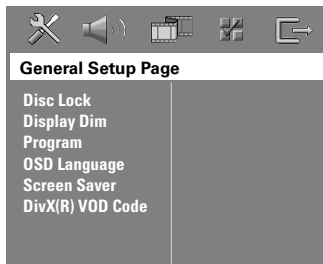 General Setup Page
Disc Lock
Display Dim
Program
OSD Language
Screen Saver
DivX(R) VOD Code